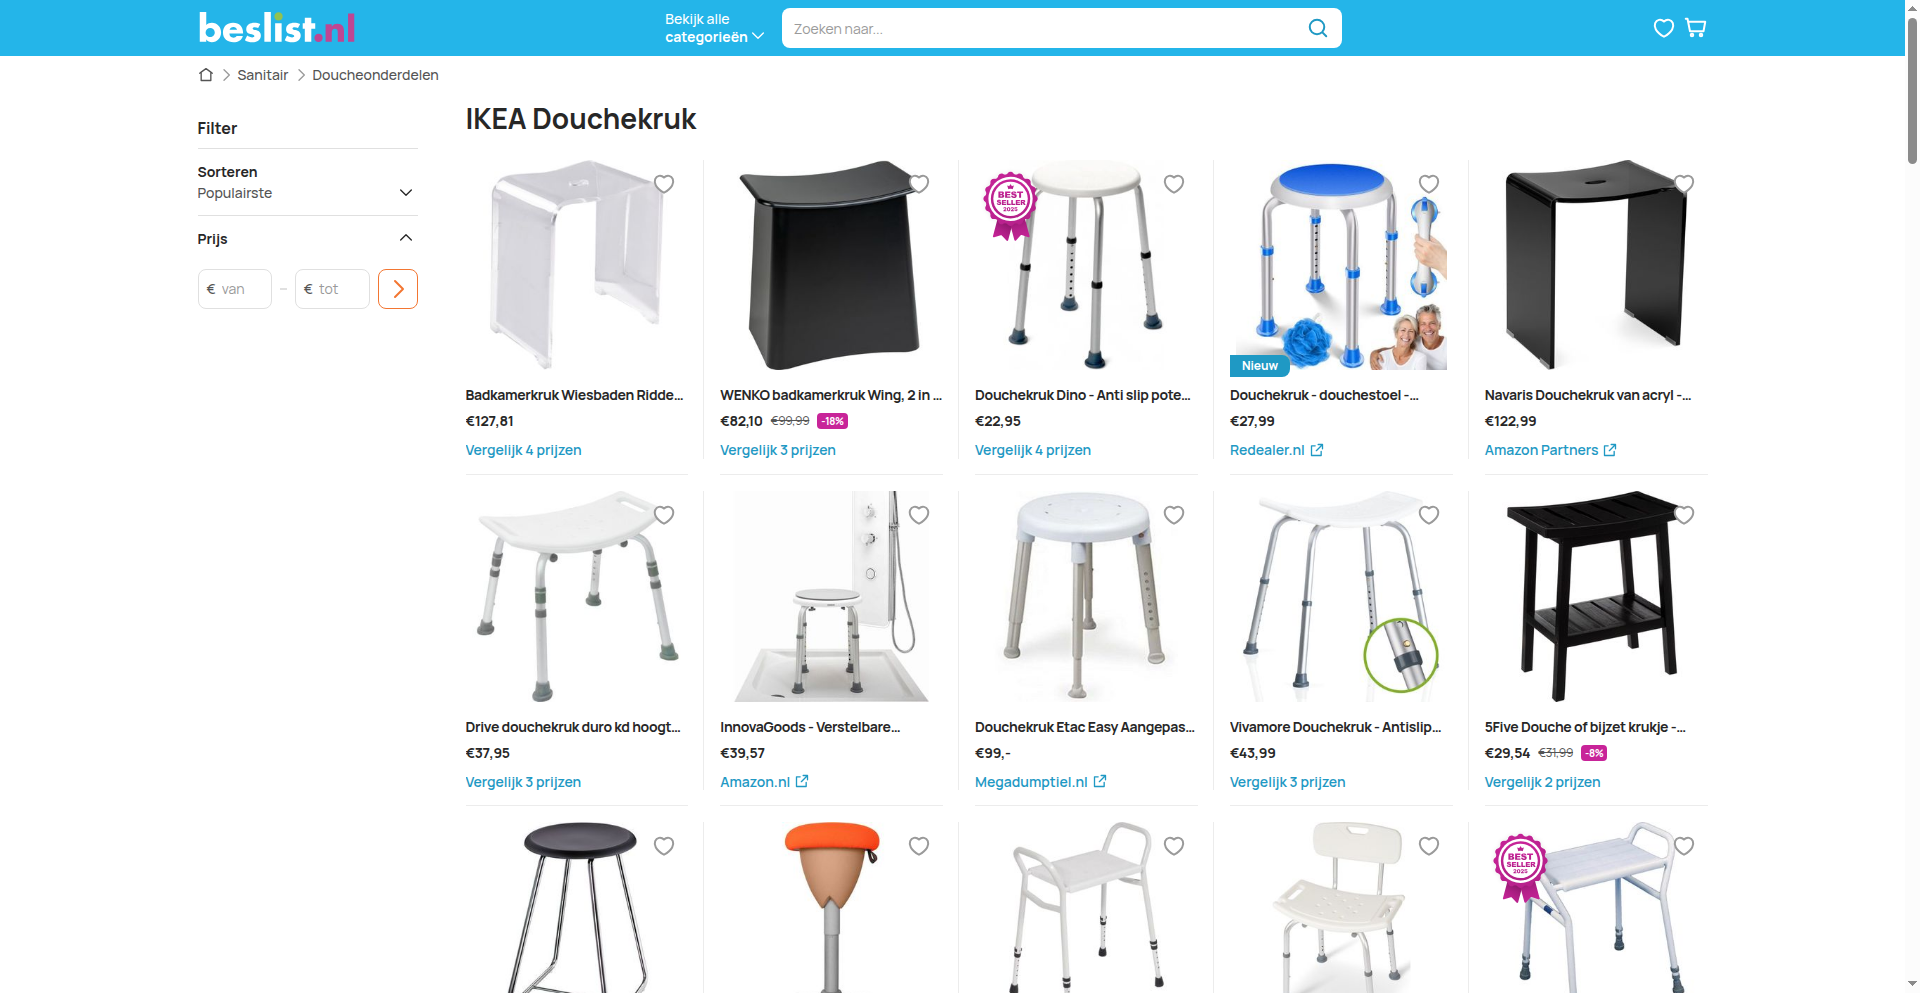 beslist.nl
Bekijk alle
categorieën
Zoeken naar...
Sanitair
Doucheonderdelen
Filter
Sorteren
Populairste
Prijs
€ van
–
€ tot
IKEA Douchekruk
BEST
SELLER
2025
Nieuw
Badkamerkruk Wiesbaden Ridde...
€127,81
Vergelijk 4 prijzen
WENKO badkamerkruk Wing, 2 in ...
€82,10 €99,99 -18%
Vergelijk 3 prijzen
Douchekruk Dino - Anti slip pote...
€22,95
Vergelijk 4 prijzen
Douchekruk - douchestoel -...
€27,99
Redealer.nl
Navaris Douchekruk van acryl -...
€122,99
Amazon Partners
Drive douchekruk duro kd hoogt...
€37,95
Vergelijk 3 prijzen
InnovaGoods - Verstelbare...
€39,57
Amazon.nl
Douchekruk Etac Easy Aangepas...
€99,-
Megadumptiel.nl
Vivamore Douchekruk - Antislip...
€43,99
Vergelijk 3 prijzen
5Five Douche of bijzet krukje -...
€29,54 €31,99 -8%
Vergelijk 2 prijzen
BEST
SELLER
2025